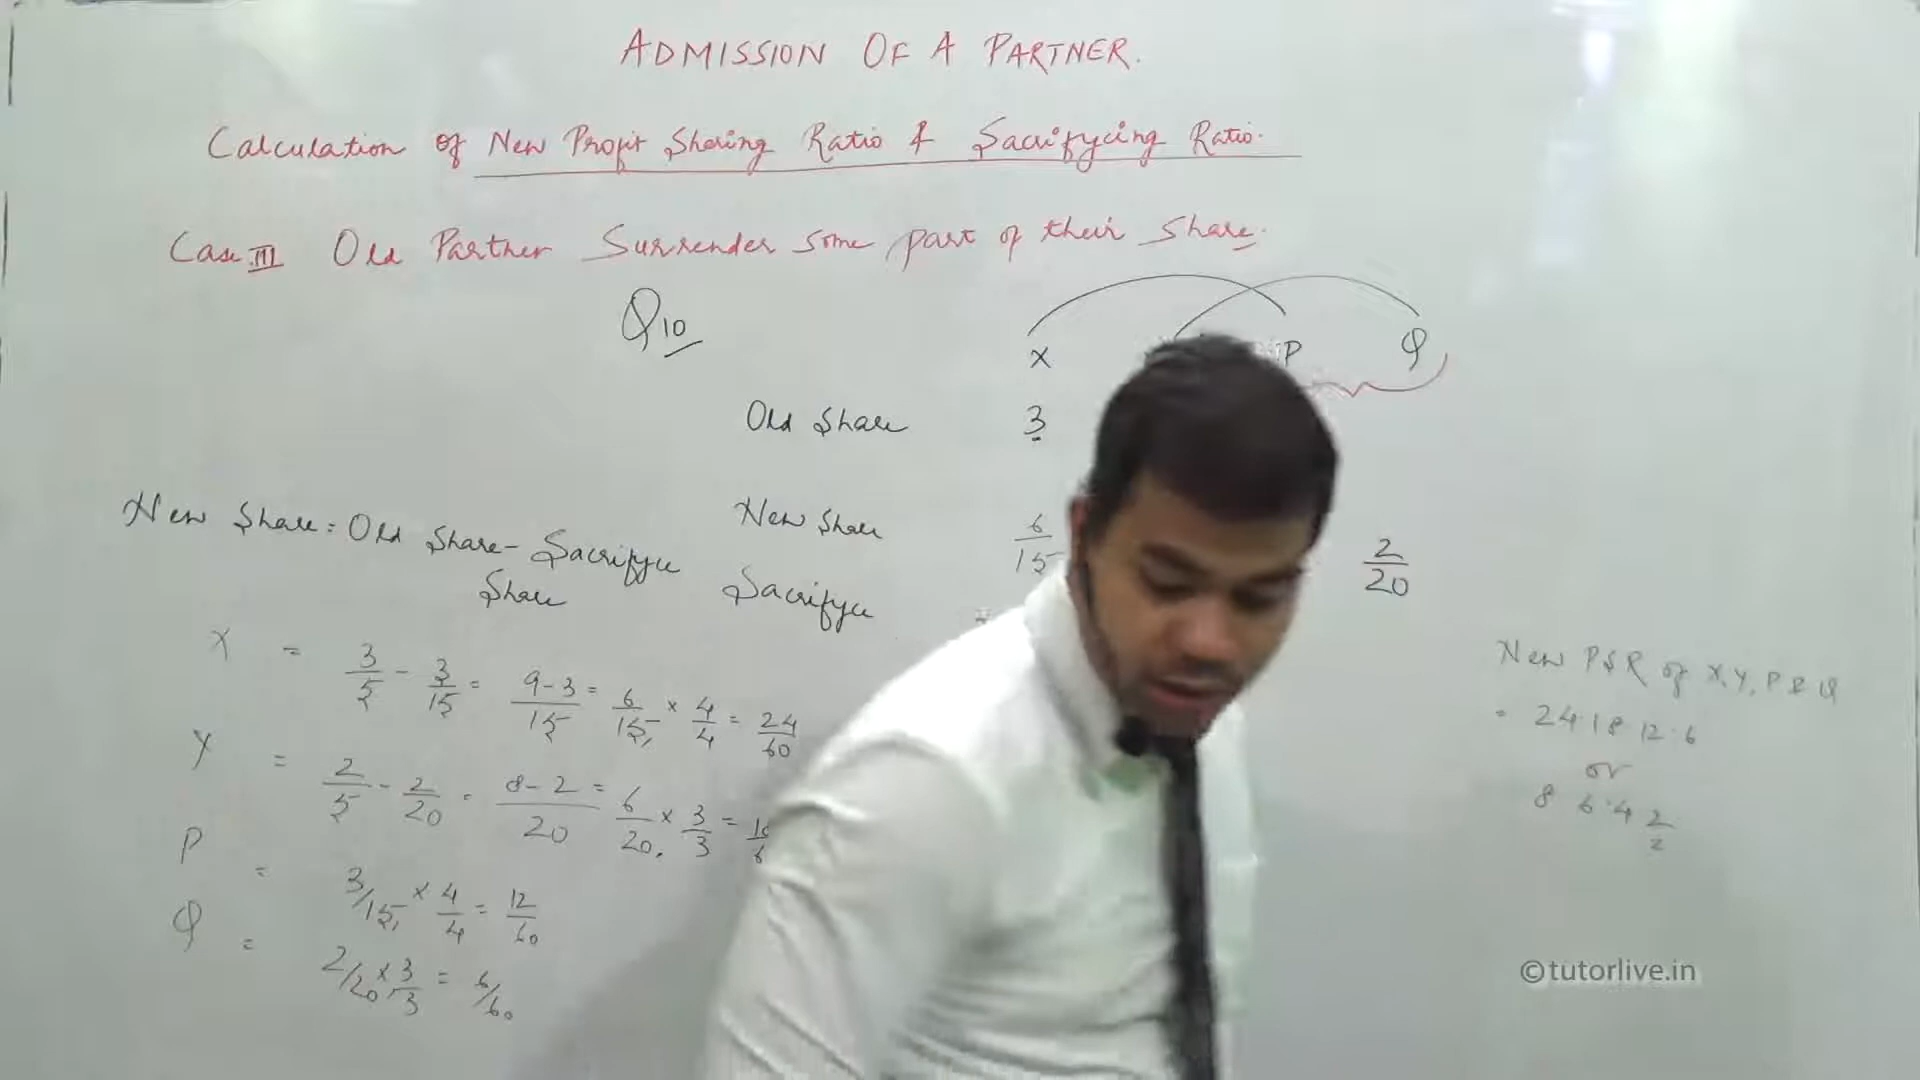 ADMISSION OF A PARTNER.
Calculation of New Profit Sharing Ratio & Sacrifycing Ratio.
Case III Old Partner Surrender some part of their share.
Q10
X P Q
Old Share 3
New Share 6/15 2/20
Sacrifyce
New Share = Old Share - Sacrifyce Share
X = 3/5 - 3/15 = 9-3/15 = 6/15 × 4/4 = 24/60
Y = 2/5 - 2/20 = 8-2/20 = 6/20 × 3/3 =
P = 3/15 × 4/4 = 12/60
Q = 2/20 × 3/3 = 6/60
New PSR of X, Y, P & Q
= 24:18:12:6
or
8:6:4:2
2
©tutorlive.in